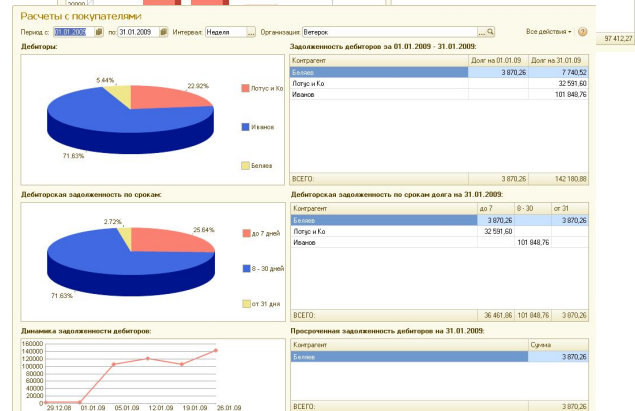 20000
97 412,27
Расчеты с покупателями
Период с: 01.01.2009 по: 31.01.2009 Интервал: Неделя ... Организация: Ветерок ... Все действия
Дебиторы:
5.44%
22.92%
71.63%
Лотус и Ко
Иванов
Беляев
Задолженность дебиторов за 01.01.2009 - 31.01.2009:
Контрагент Долг на 01.01.09 Долг на 31.01.09
Беляев 3 870,26 7 740,52
Лотус и Ко 32 591,60
Иванов 101 848,76
ВСЕГО: 3 870,26 142 180,88
Дебиторская задолженность по срокам:
2.72%
25.64%
71.63%
до 7 дней
8 - 30 дней
от 31 дня
Дебиторская задолженность по срокам долга на 31.01.2009:
Контрагент до 7 8 - 30 от 31
Беляев 3 870,26 3 870,26
Лотус и Ко 32 591,60
Иванов 101 848,76
ВСЕГО: 36 461,86 101 848,76 3 870,26
Динамика задолженности дебиторов:
160000
140000
120000
100000
80000
60000
40000
20000
0
29.12.08 01.01.09 05.01.09 12.01.09 19.01.09 26.01.09
Просроченная задолженность дебиторов на 31.01.2009:
Контрагент Сумма
Беляев 3 870,26
ВСЕГО: 3 870,26